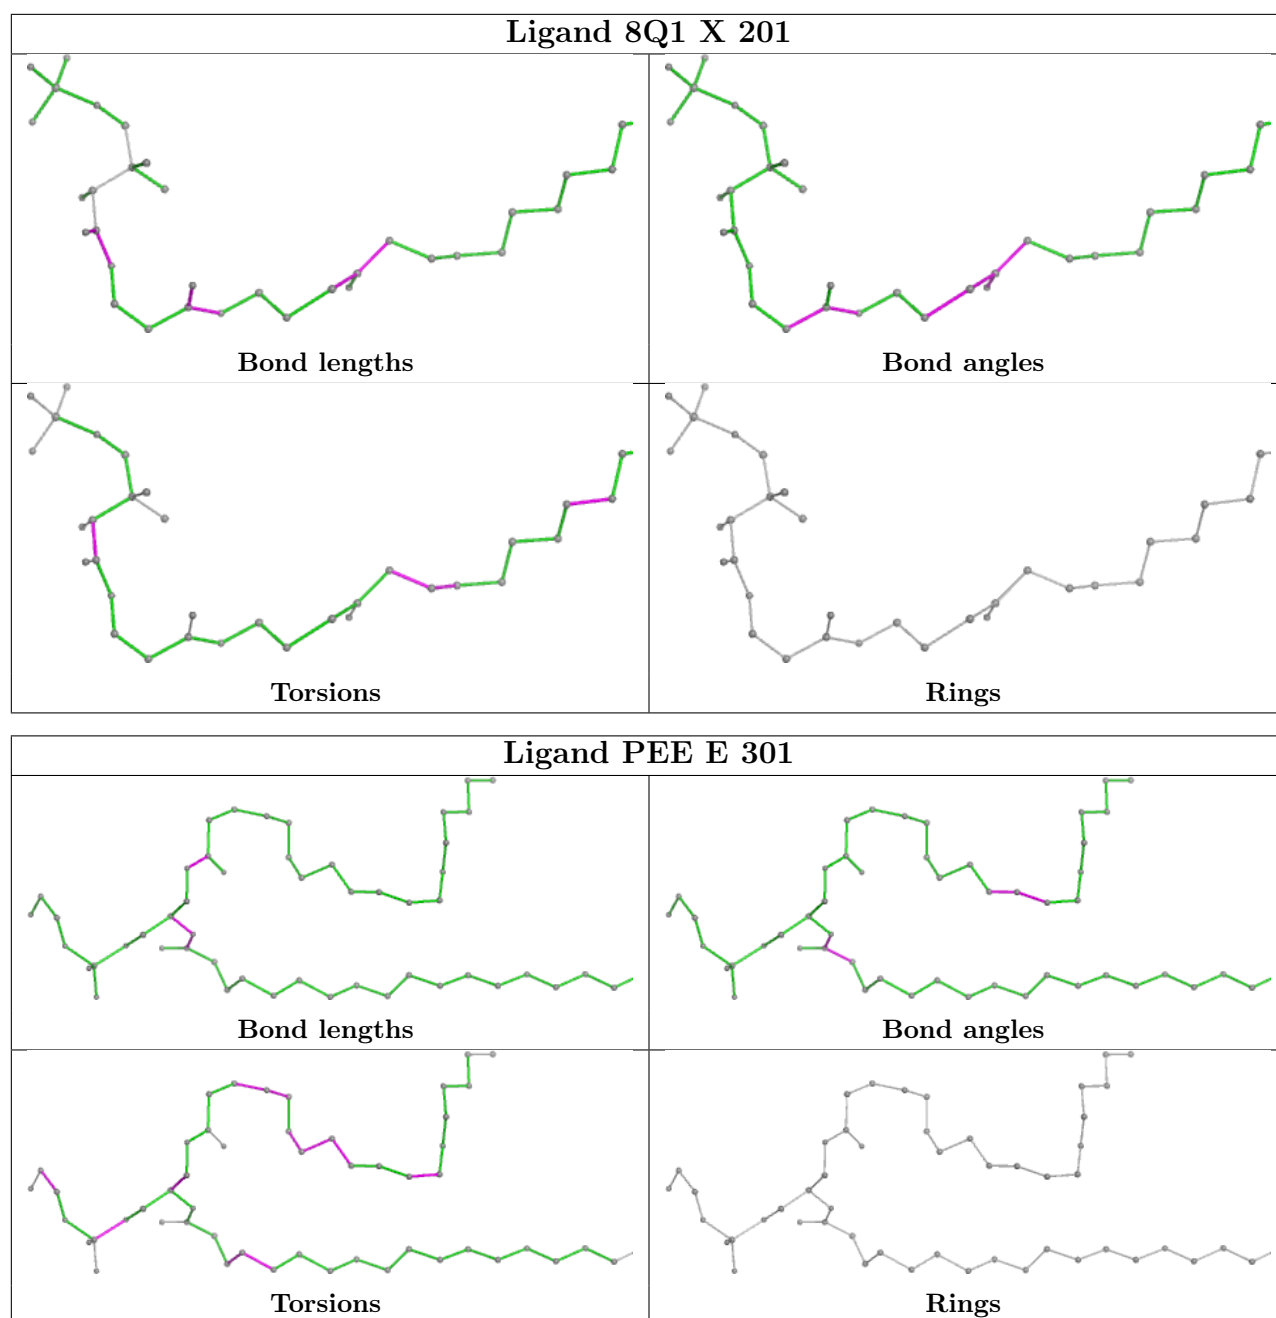 Ligand 8Q1 X 201
Bond lengths
Bond angles
Torsions
Rings
Ligand PEE E 301
Bond lengths
Bond angles
Torsions
Rings